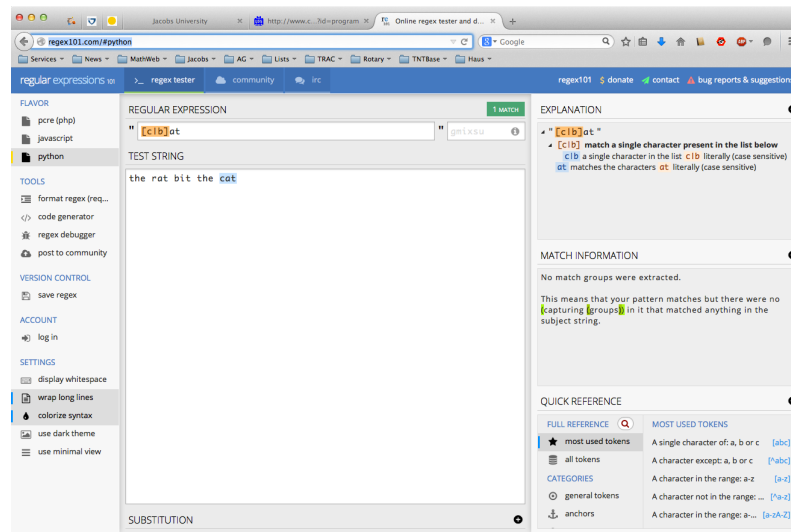 Jacobs University
http://www.c...?id=program
Online regex tester and d...
regex101.com/#python
Google
Services
News
MathWeb
Jacobs
AG
Lists
TRAC
Rotary
TNTBase
Haus
regular expressions 101
regex tester
community
irc
regex101
$ donate
contact
bug reports & suggestions
FLAVOR
pcre (php)
javascript
python
TOOLS
format regex (req...
code generator
regex debugger
post to community
VERSION CONTROL
save regex
ACCOUNT
log in
SETTINGS
display whitespace
wrap long lines
colorize syntax
use dark theme
use minimal view
REGULAR EXPRESSION
1 MATCH
" [c|b]at " gmixsu
TEST STRING
the rat bit the cat
SUBSTITUTION
EXPLANATION
"[c|b]at "
[c|b] match a single character present in the list below
c|b a single character in the list c|b literally (case sensitive)
at matches the characters at literally (case sensitive)
MATCH INFORMATION
No match groups were extracted.
This means that your pattern matches but there were no
(capturing (groups)) in it that matched anything in the
subject string.
QUICK REFERENCE
FULL REFERENCE
most used tokens
all tokens
CATEGORIES
general tokens
anchors
MOST USED TOKENS
A single character of: a, b or c [abc]
A character except: a, b or c [^abc]
A character in the range: a-z [a-z]
A character not in the range: ... [^a-z]
A character in the range: a-... [a-zA-Z]